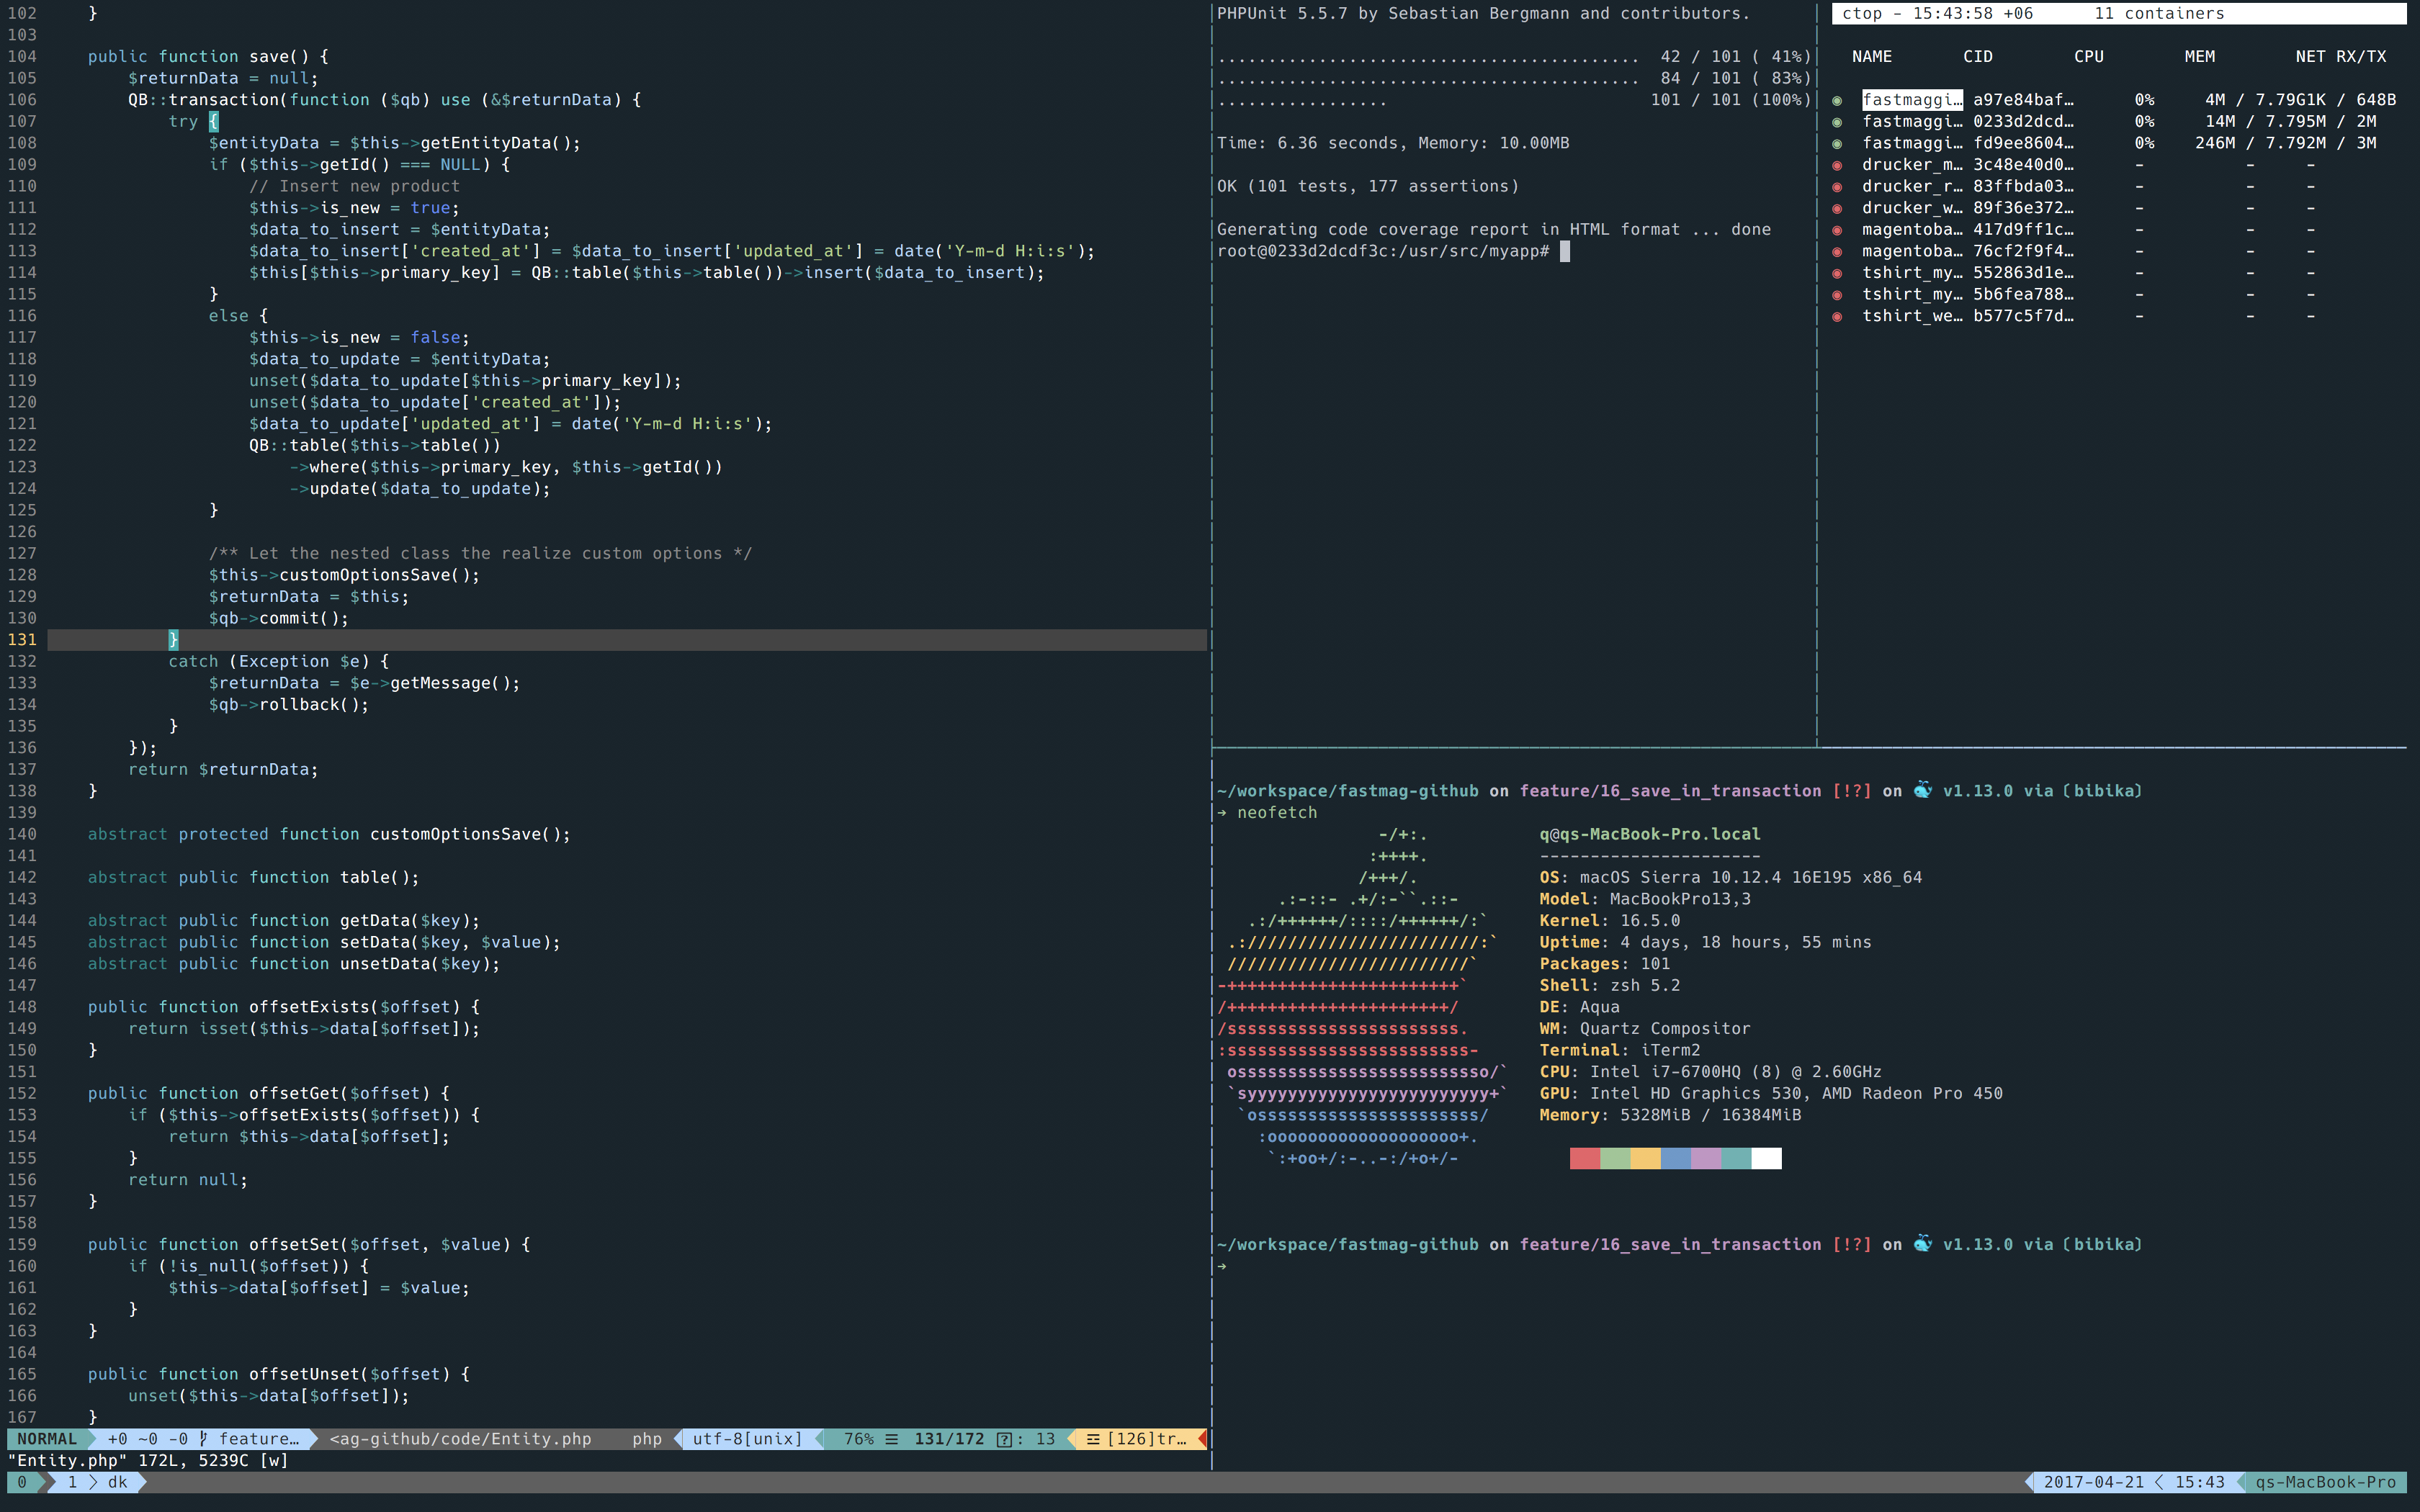 102     }
103
104     public function save() {
105         $returnData = null;
106         QB::transaction(function ($qb) use (&$returnData) {
107             try {
108                 $entityData = $this->getEntityData();
109                 if ($this->getId() === NULL) {
110                     // Insert new product
111                     $this->is_new = true;
112                     $data_to_insert = $entityData;
113                     $data_to_insert['created_at'] = $data_to_insert['updated_at'] = date('Y-m-d H:i:s');
114                     $this[$this->primary_key] = QB::table($this->table())->insert($data_to_insert);
115                 }
116                 else {
117                     $this->is_new = false;
118                     $data_to_update = $entityData;
119                     unset($data_to_update[$this->primary_key]);
120                     unset($data_to_update['created_at']);
121                     $data_to_update['updated_at'] = date('Y-m-d H:i:s');
122                     QB::table($this->table())
123                         ->where($this->primary_key, $this->getId())
124                         ->update($data_to_update);
125                 }
126
127                 /** Let the nested class the realize custom options */
128                 $this->customOptionsSave();
129                 $returnData = $this;
130                 $qb->commit();
131             }
132             catch (Exception $e) {
133                 $returnData = $e->getMessage();
134                 $qb->rollback();
135             }
136         });
137         return $returnData;
138     }
139
140     abstract protected function customOptionsSave();
141
142     abstract public function table();
143
144     abstract public function getData($key);
145     abstract public function setData($key, $value);
146     abstract public function unsetData($key);
147
148     public function offsetExists($offset) {
149         return isset($this->data[$offset]);
150     }
151
152     public function offsetGet($offset) {
153         if ($this->offsetExists($offset)) {
154             return $this->data[$offset];
155         }
156         return null;
157     }
158
159     public function offsetSet($offset, $value) {
160         if (!is_null($offset)) {
161             $this->data[$offset] = $value;
162         }
163     }
164
165     public function offsetUnset($offset) {
166         unset($this->data[$offset]);
167     }
NORMAL +0 ~0 -0 feature… <ag-github/code/Entity.php php utf-8[unix] 76% ☰ 131/172 : 13 ☲ [126]tr…
"Entity.php" 172L, 5239C [w]
PHPUnit 5.5.7 by Sebastian Bergmann and contributors.
.......................................... 42 / 101 ( 41%)
.......................................... 84 / 101 ( 83%)
................. 101 / 101 (100%)
Time: 6.36 seconds, Memory: 10.00MB
OK (101 tests, 177 assertions)
Generating code coverage report in HTML format ... done
root@0233d2dcdf3c:/usr/src/myapp#
ctop - 15:43:58 +06      11 containers
NAME CID CPU MEM NET RX/TX
◉ fastmaggi… a97e84baf… 0% 4M / 7.79G1K / 648B
◉ fastmaggi… 0233d2dcd… 0% 14M / 7.795M / 2M
◉ fastmaggi… fd9ee8604… 0% 246M / 7.792M / 3M
◉ drucker_m… 3c48e40d0… - - -
◉ drucker_r… 83ffbda03… - - -
◉ drucker_w… 89f36e372… - - -
◉ magentoba… 417d9ff1c… - - -
◉ magentoba… 76cf2f9f4… - - -
◉ tshirt_my… 552863d1e… - - -
◉ tshirt_my… 5b6fea788… - - -
◉ tshirt_we… b577c5f7d… - - -
~/workspace/fastmag-github on feature/16_save_in_transaction [!?] on 🐳 v1.13.0 via 〔bibika〕
➜ neofetch
                -/+:.          q@qs-MacBook-Pro.local
               :++++.          ----------------------
              /+++/.           OS: macOS Sierra 10.12.4 16E195 x86_64
      .:-::- .+/:-``.::-       Model: MacBookPro13,3
   .:/++++++/::::/++++++/:`    Kernel: 16.5.0
 .:///////////////////////:`   Uptime: 4 days, 18 hours, 55 mins
 ////////////////////////`     Packages: 101
-+++++++++++++++++++++++`      Shell: zsh 5.2
/++++++++++++++++++++++/       DE: Aqua
/sssssssssssssssssssssss.      WM: Quartz Compositor
:ssssssssssssssssssssssss-     Terminal: iTerm2
 osssssssssssssssssssssssso/`  CPU: Intel i7-6700HQ (8) @ 2.60GHz
 `syyyyyyyyyyyyyyyyyyyyyyyy+`  GPU: Intel HD Graphics 530, AMD Radeon Pro 450
  `ossssssssssssssssssssss/    Memory: 5328MiB / 16384MiB
    :ooooooooooooooooooo+.
     `:+oo+/:-..-:/+o+/-
~/workspace/fastmag-github on feature/16_save_in_transaction [!?] on 🐳 v1.13.0 via 〔bibika〕
➜
0 1 dk 2017-04-21 15:43 qs-MacBook-Pro